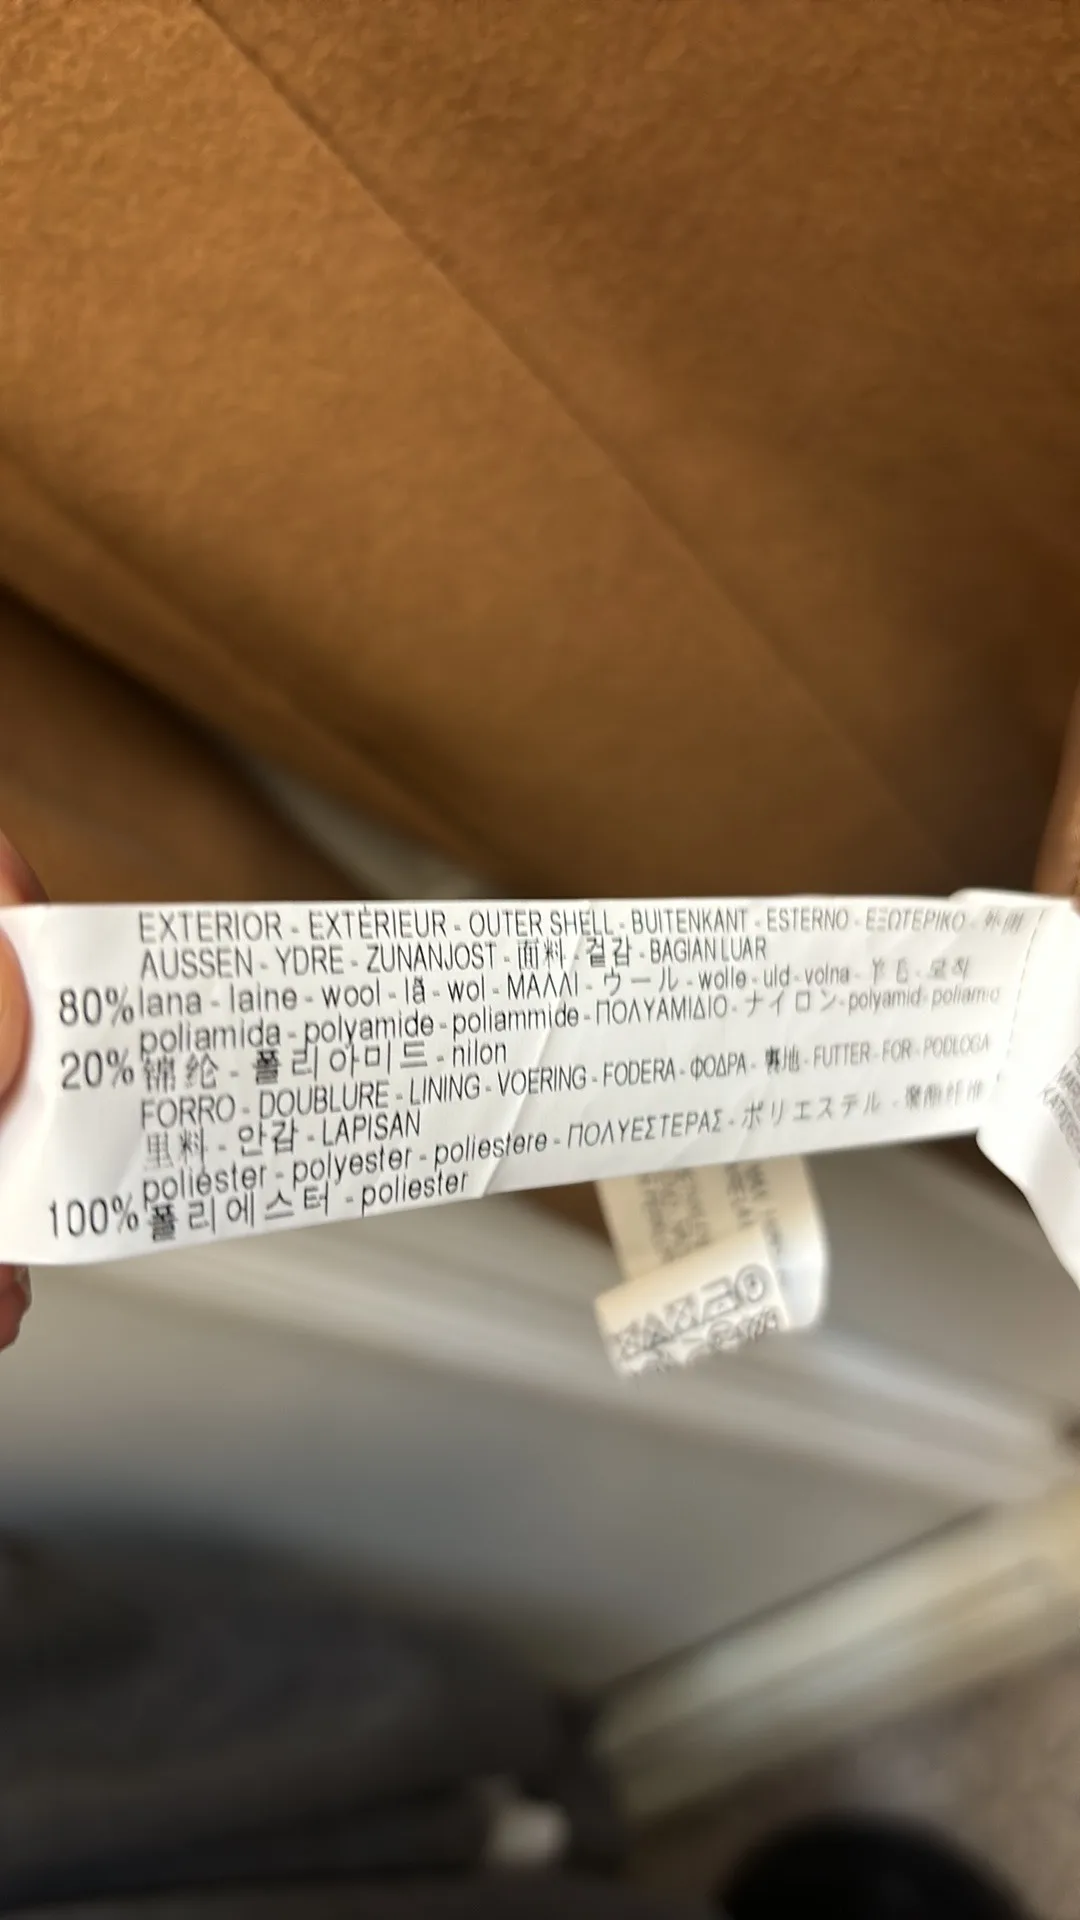 EXTERIOR - EXTÉRIEUR - OUTER SHELL - BUITENKANT - ESTERNO - ΕΞΩΤΕΡΙΚΟ - 外側
AUSSEN - YDRE - ZUNANJOST - 面料 - 겉감 - BAGIAN LUAR
80% lana - laine - wool - lã - wol - ΜΑΛΛΙ - ウール - wolle - uld - volna - 羊毛 - 모직
poliamida - polyamide - poliammide - ΠΟΛΥΑΜΙΔΙΟ - ナイロン - polyamid - poliamid
20% 锦纶 - 폴리아미드 - nilon
FORRO - DOUBLURE - LINING - VOERING - FODERA - ΦΟΔΡΑ - 裏地 - FUTTER - FOR - PODLOGA
里料 - 안감 - LAPISAN
poliéster - polyester - poliestere - ΠΟΛΥΕΣΤΕΡΑΣ - ポリエステル - 聚酯纤维
100% 폴리에스터 - poliester